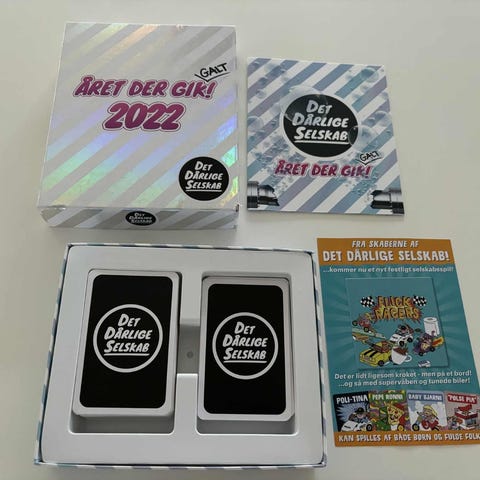 ÅRET DER GIK!
GALT
2022
DET
DÅRLIGE
SELSKAB
DET
DÅRLIGE
SELSKAB
DET
DÅRLIGE
SELSKAB
ÅRET DER GIK!
GALT
DET
DÅRLIGE
SELSKAB
DET
DÅRLIGE
SELSKAB
FRA SKABERNE AF
DET DÅRLIGE SELSKAB!
...kommer nu et nyt festligt selskabsspil!
FLICK
RACERS
Det er lidt ligesom kroket - men på et bord!
...og så med supervåben og tunede biler!
POLI-TINA
PEPE RONNI
BABY BJARNE
"PØLSE PIA"
KAN SPILLES AF BÅDE BØRN OG FULDE FOLK